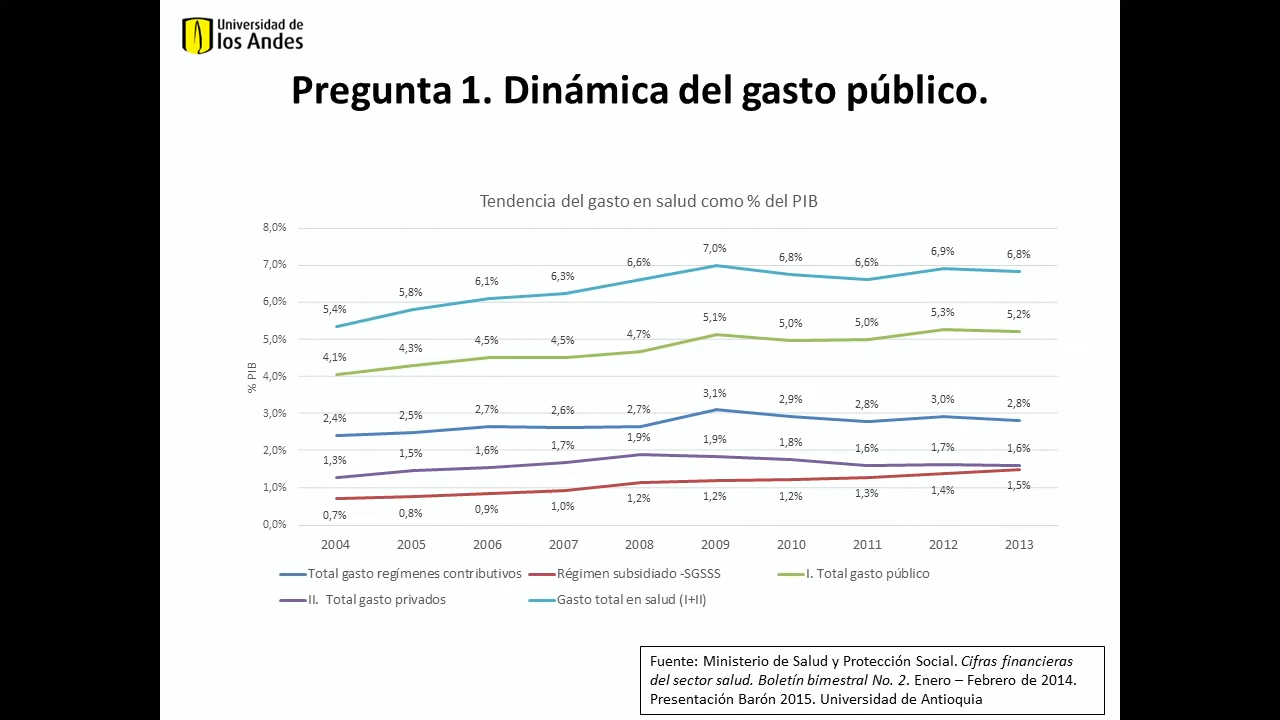 Universidad de
los Andes
Pregunta 1. Dinámica del gasto público.
Tendencia del gasto en salud como % del PIB
8,0%
7,0%
6,0%
5,0%
4,0%
3,0%
2,0%
1,0%
0,0%
% PIB
5,4% 5,8% 6,1% 6,3% 6,6% 7,0% 6,8% 6,6% 6,9% 6,8%
4,1% 4,3% 4,5% 4,5% 4,7% 5,1% 5,0% 5,0% 5,3% 5,2%
2,4% 2,5% 2,7% 2,6% 2,7% 3,1% 2,9% 2,8% 3,0% 2,8%
1,3% 1,5% 1,6% 1,7% 1,9% 1,9% 1,8% 1,6% 1,7% 1,6%
0,7% 0,8% 0,9% 1,0% 1,2% 1,2% 1,2% 1,3% 1,4% 1,5%
2004 2005 2006 2007 2008 2009 2010 2011 2012 2013
Total gasto regímenes contributivos Régimen subsidiado -SGSSS I. Total gasto público
II. Total gasto privados Gasto total en salud (I+II)
Fuente: Ministerio de Salud y Protección Social. Cifras financieras
del sector salud. Boletín bimestral No. 2. Enero – Febrero de 2014.
Presentación Barón 2015. Universidad de Antioquia